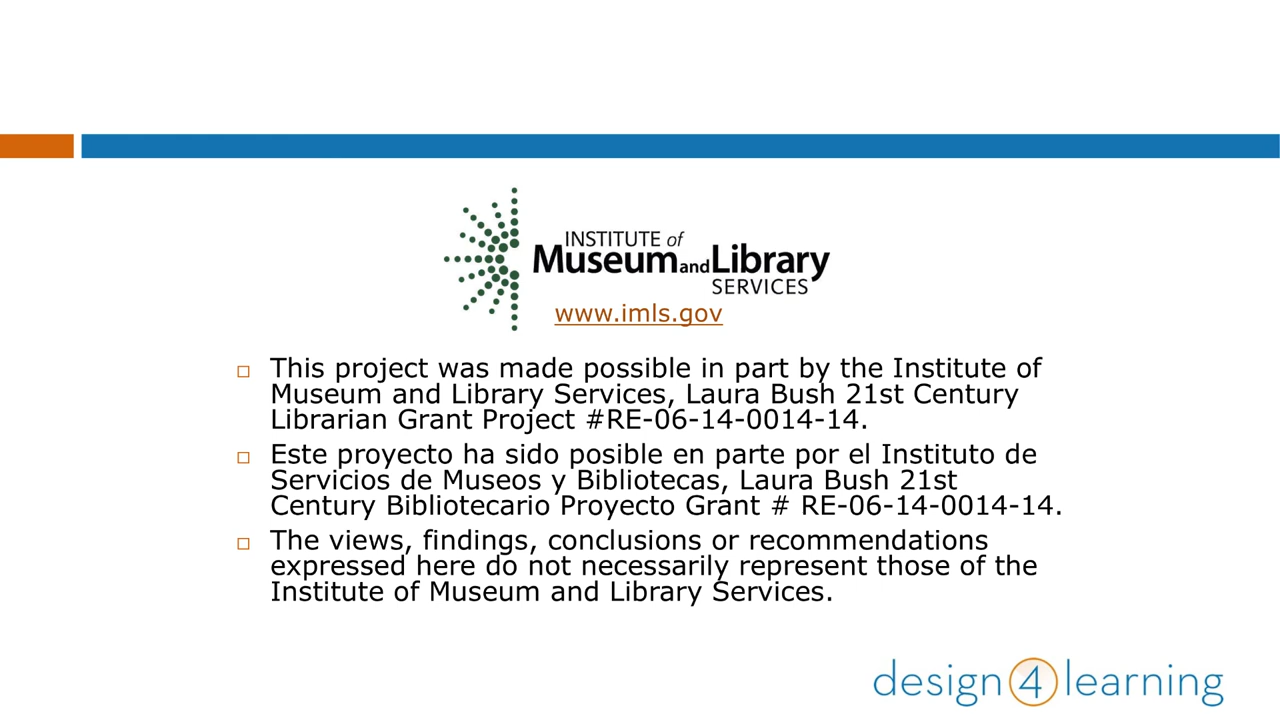 INSTITUTE of
Museum and Library
SERVICES
www.imls.gov
This project was made possible in part by the Institute of
Museum and Library Services, Laura Bush 21st Century
Librarian Grant Project #RE-06-14-0014-14.
Este proyecto ha sido posible en parte por el Instituto de
Servicios de Museos y Bibliotecas, Laura Bush 21st
Century Bibliotecario Proyecto Grant # RE-06-14-0014-14.
The views, findings, conclusions or recommendations
expressed here do not necessarily represent those of the
Institute of Museum and Library Services.
design 4 learning